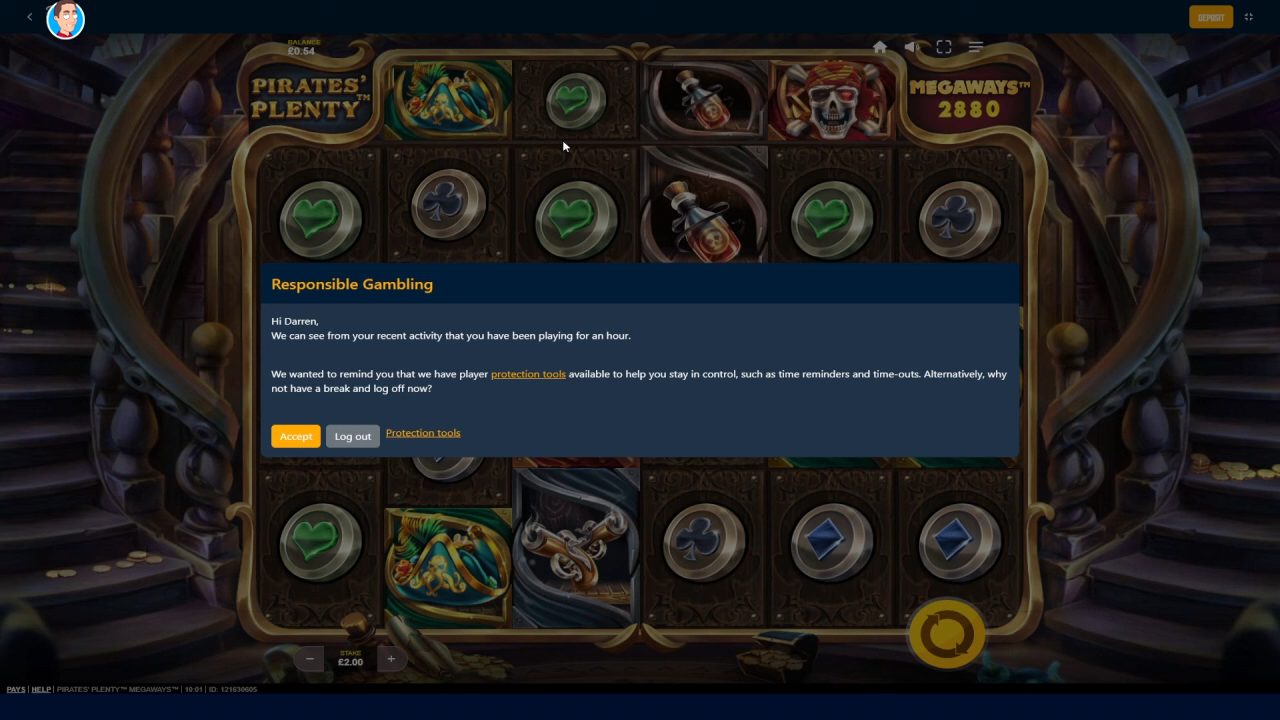 DEPOSIT
BALANCE
£0.54
PIRATES'
PLENTY™
MEGAWAYS™
2880
Responsible Gambling
Hi Darren,
We can see from your recent activity that you have been playing for an hour.
We wanted to remind you that we have player protection tools available to help you stay in control, such as time reminders and time-outs. Alternatively, why
not have a break and log off now?
Accept
Log out
Protection tools
STAKE
£2.00
PAYS | HELP | PIRATES' PLENTY™ MEGAWAYS™ | 10:01 | ID: 121630605